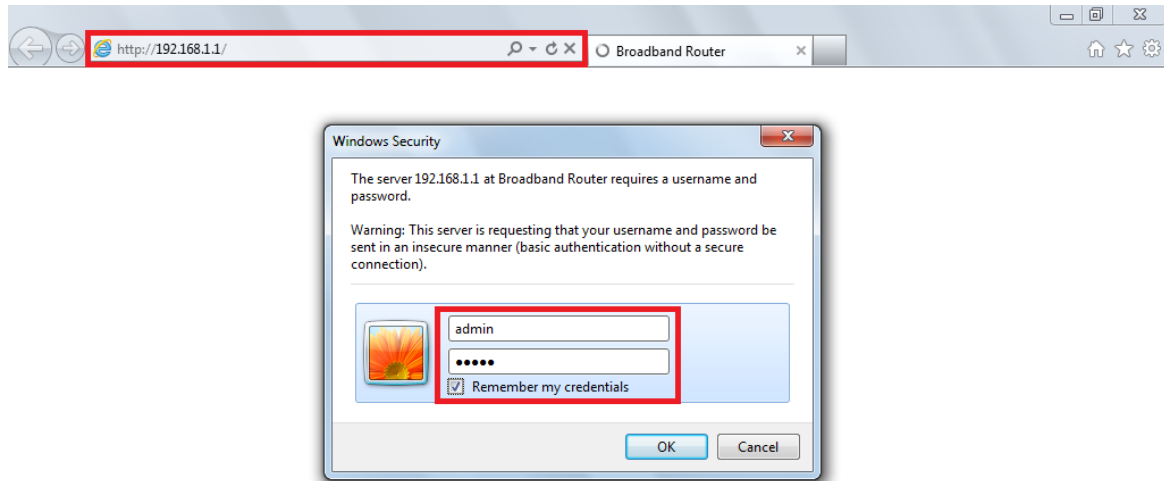 http://192.168.1.1/
Broadband Router
Windows Security
The server 192.168.1.1 at Broadband Router requires a username and
password.
Warning: This server is requesting that your username and password be
sent in an insecure manner (basic authentication without a secure
connection).
admin
•••••
Remember my credentials
OK Cancel